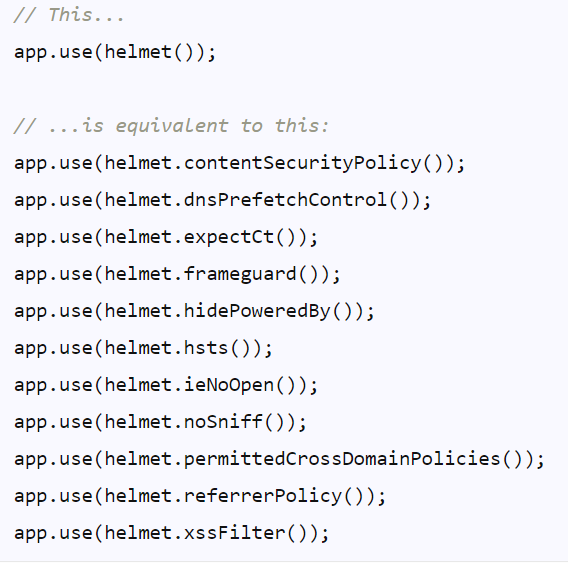 // This...
app.use(helmet());
// ...is equivalent to this:
app.use(helmet.contentSecurityPolicy());
app.use(helmet.dnsPrefetchControl());
app.use(helmet.expectCt());
app.use(helmet.frameguard());
app.use(helmet.hidePoweredBy());
app.use(helmet.hsts());
app.use(helmet.ieNoOpen());
app.use(helmet.noSniff());
app.use(helmet.permittedCrossDomainPolicies());
app.use(helmet.referrerPolicy());
app.use(helmet.xssFilter());